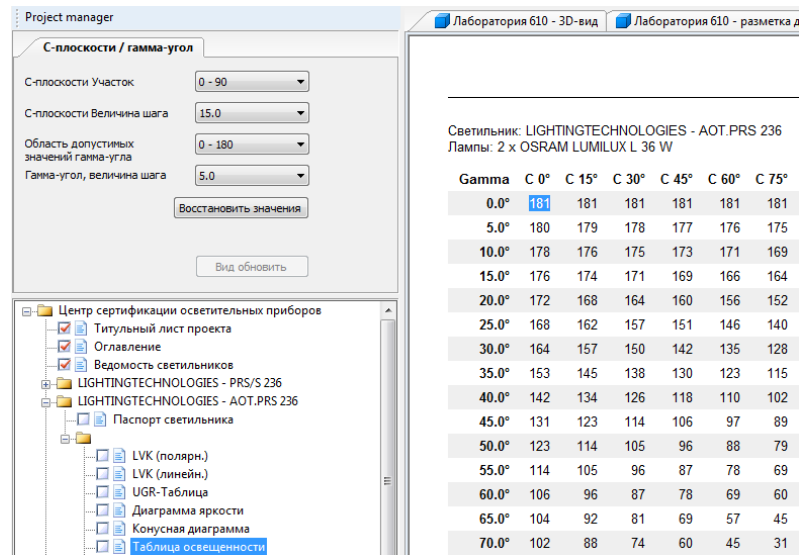 Project manager
С-плоскости / гамма-угол
С-плоскости Участок 0 - 90
С-плоскости Величина шага 15.0
Область допустимых значений гамма-угла 0 - 180
Гамма-угол, величина шага 5.0
Восстановить значения
Вид обновить
Центр сертификации осветительных приборов
Титульный лист проекта
Оглавление
Ведомость светильников
LIGHTINGTECHNOLOGIES - PRS/S 236
LIGHTINGTECHNOLOGIES - AOT.PRS 236
Паспорт светильника
LVK (полярн.)
LVK (линейн.)
UGR-Таблица
Диаграмма яркости
Конусная диаграмма
Таблица освещенности
Лаборатория 610 - 3D-вид
Лаборатория 610 - разметка д
Светильник: LIGHTINGTECHNOLOGIES - AOT.PRS 236
Лампы: 2 x OSRAM LUMILUX L 36 W
Gamma C 0° C 15° C 30° C 45° C 60° C 75°
0.0° 181 181 181 181 181 181
5.0° 180 179 178 177 176 175
10.0° 178 176 175 173 171 169
15.0° 176 174 171 169 166 164
20.0° 172 168 164 160 156 152
25.0° 168 162 157 151 146 140
30.0° 164 157 150 142 135 128
35.0° 153 145 138 130 123 115
40.0° 142 134 126 118 110 102
45.0° 131 123 114 106 97 89
50.0° 123 114 105 96 88 79
55.0° 114 105 96 87 78 69
60.0° 106 96 87 78 69 60
65.0° 104 92 81 69 57 45
70.0° 102 88 74 60 45 31